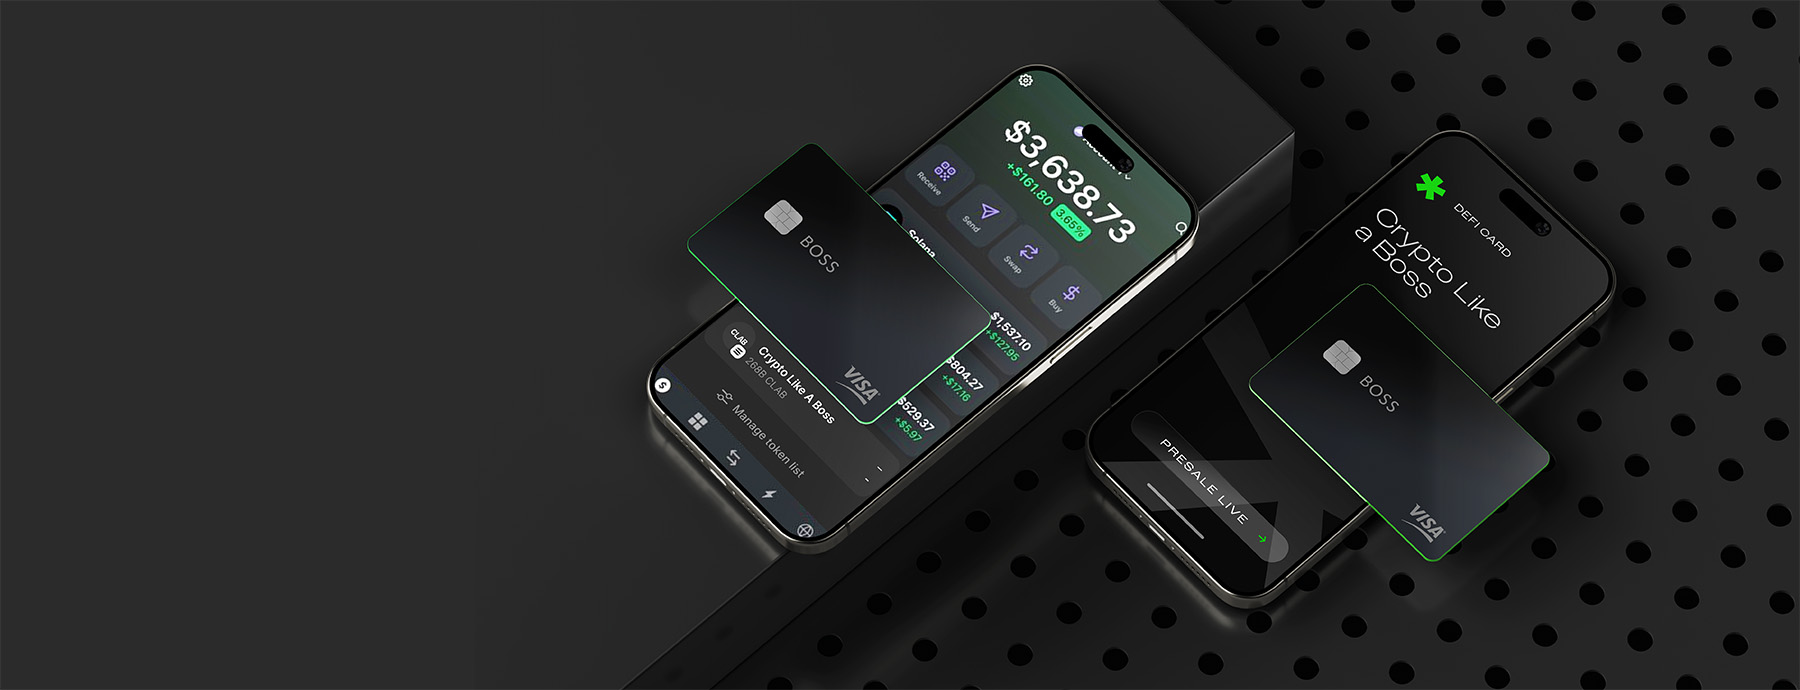 $3,638.73
+$161.80 3.65%
Receive
Send
Swap
Buy
Solana
$1,537.10
+$127.95
$804.27
+$17.16
$529.37
+$5.97
CLAB
Crypto Like A Boss
268B CLAB
Manage token list
BOSS
VISA
DEFI CARD
Crypto Like
a Boss
BOSS
VISA
PRESALE LIVE